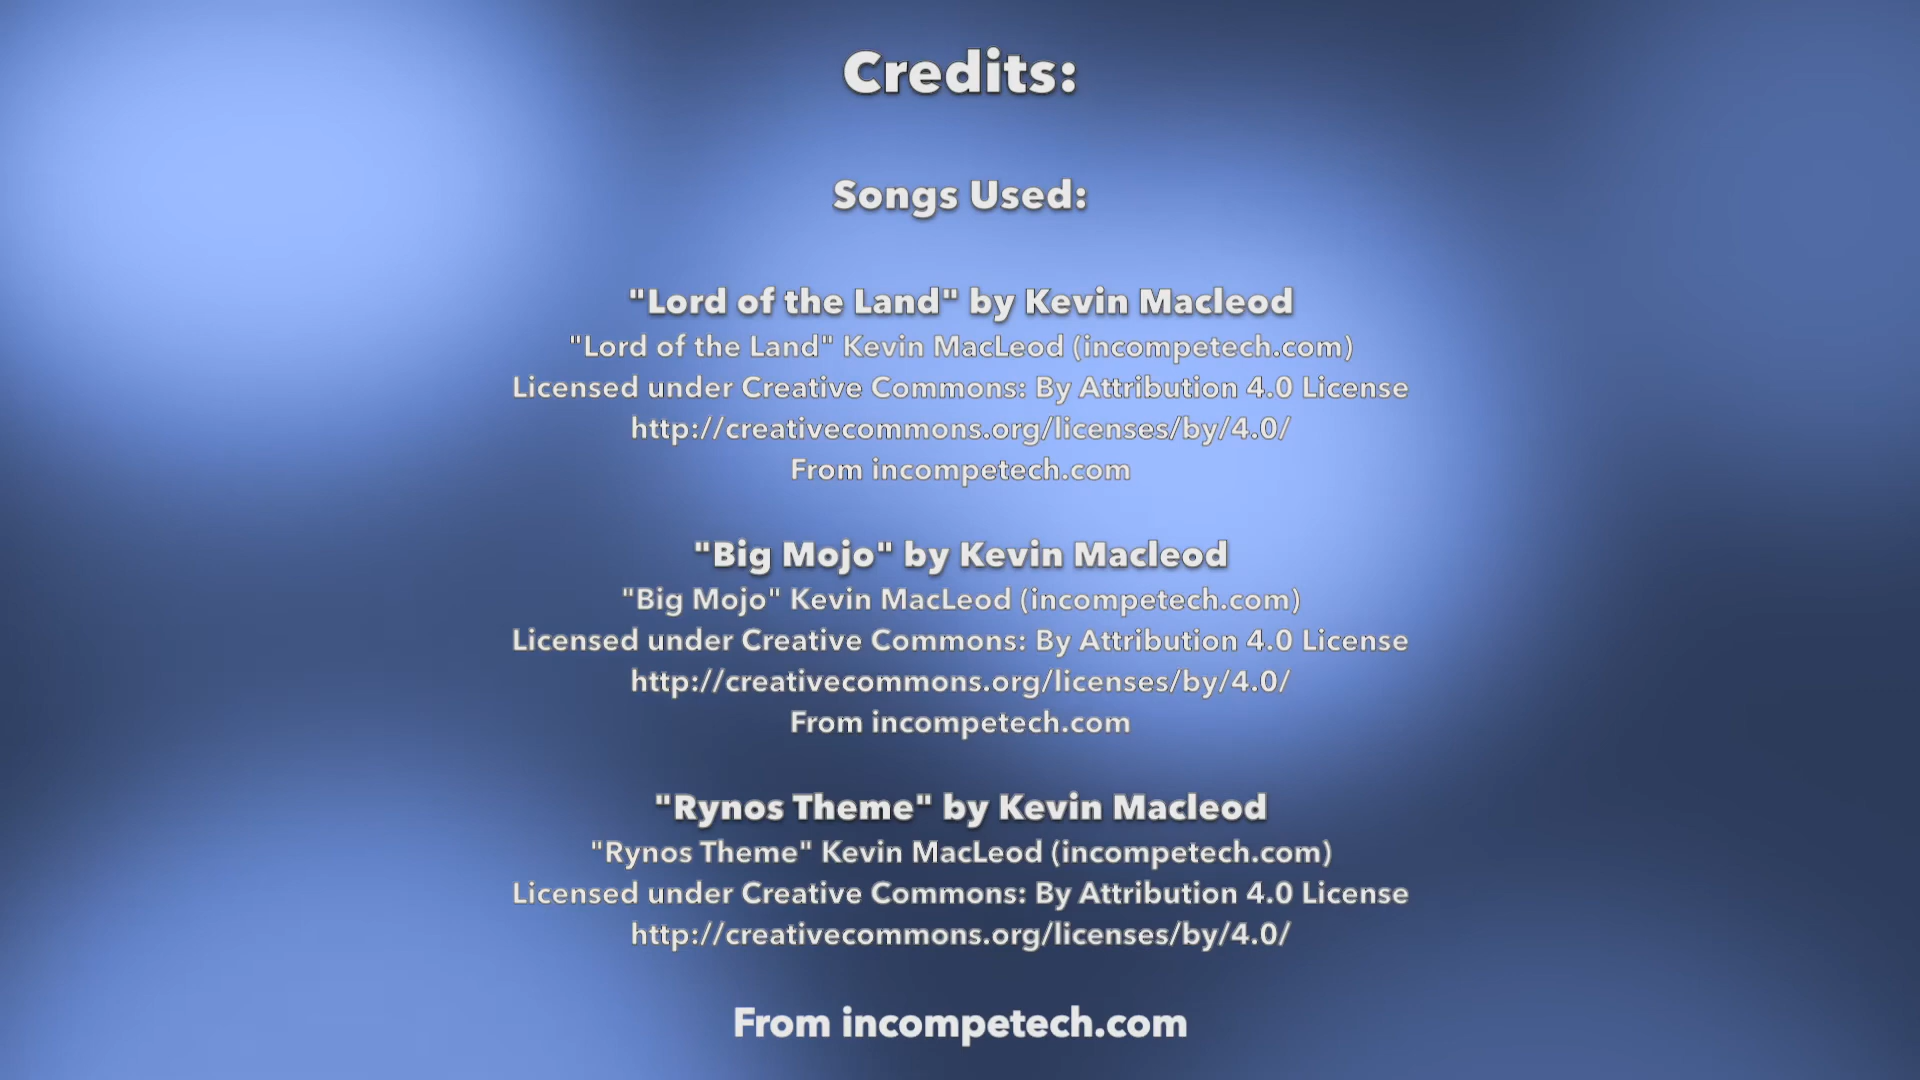 Credits:
Songs Used:
"Lord of the Land" by Kevin Macleod
"Lord of the Land" Kevin MacLeod (incompetech.com)
Licensed under Creative Commons: By Attribution 4.0 License
http://creativecommons.org/licenses/by/4.0/
From incompetech.com
"Big Mojo" by Kevin Macleod
"Big Mojo" Kevin MacLeod (incompetech.com)
Licensed under Creative Commons: By Attribution 4.0 License
http://creativecommons.org/licenses/by/4.0/
From incompetech.com
"Rynos Theme" by Kevin Macleod
"Rynos Theme" Kevin MacLeod (incompetech.com)
Licensed under Creative Commons: By Attribution 4.0 License
http://creativecommons.org/licenses/by/4.0/
From incompetech.com